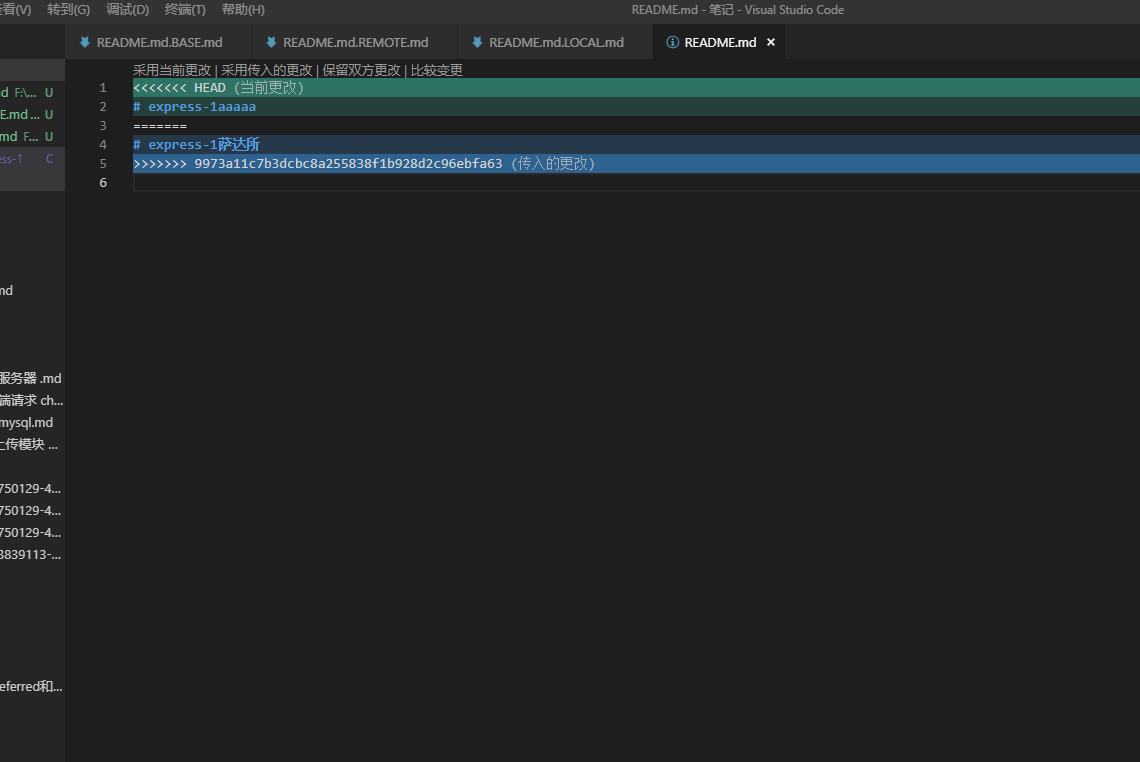 查看(V) 转到(G) 调试(D) 终端(T) 帮助(H) README.md - 笔记 - Visual Studio Code
README.md.BASE.md README.md.REMOTE.md README.md.LOCAL.md README.md ×
采用当前更改 | 采用传入的更改 | 保留双方更改 | 比较变更
1 <<<<<<< HEAD (当前更改)
2 # express-1aaaaa
3 =======
4 # express-1萨达所
5 >>>>>>> 9973a11c7b3dcbc8a255838f1b928d2c96ebfa63 (传入的更改)
6
md F:\... U
E.md ... U
md F... U
ess-1 C
md
服务器 .md
端请求 ch...
mysql.md
上传模块 ...
750129-4...
750129-4...
750129-4...
3839113-...
eferred和...